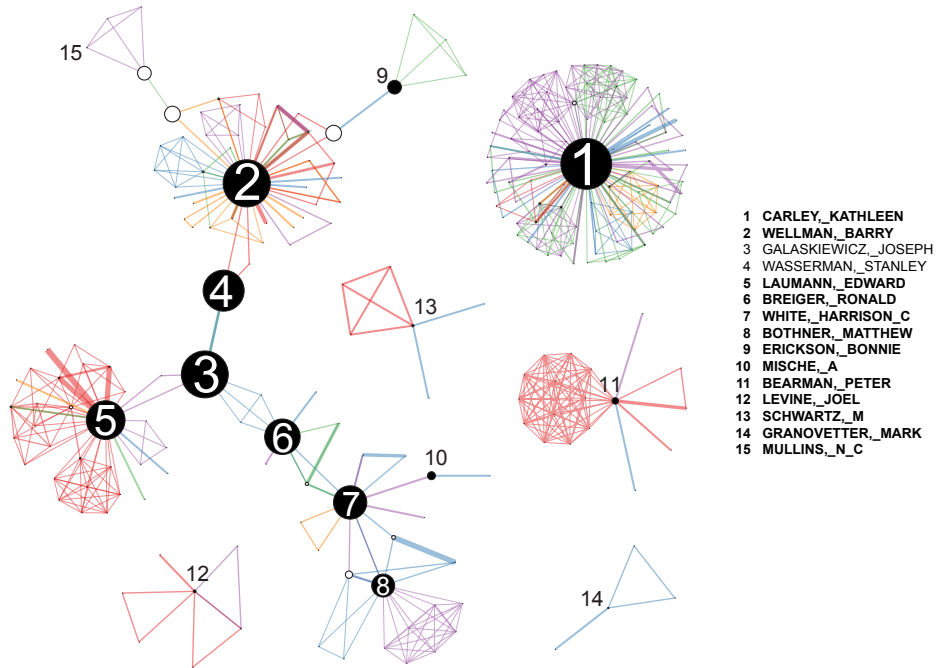 15
9
1
2
4
13
3
11
5
6
10
7
12
8
14
1 CARLEY,_KATHLEEN
2 WELLMAN,_BARRY
3 GALASKIEWICZ,_JOSEPH
4 WASSERMAN,_STANLEY
5 LAUMANN,_EDWARD
6 BREIGER,_RONALD
7 WHITE,_HARRISON_C
8 BOTHNER,_MATTHEW
9 ERICKSON,_BONNIE
10 MISCHE,_A
11 BEARMAN,_PETER
12 LEVINE,_JOEL
13 SCHWARTZ,_M
14 GRANOVETTER,_MARK
15 MULLINS,_N_C